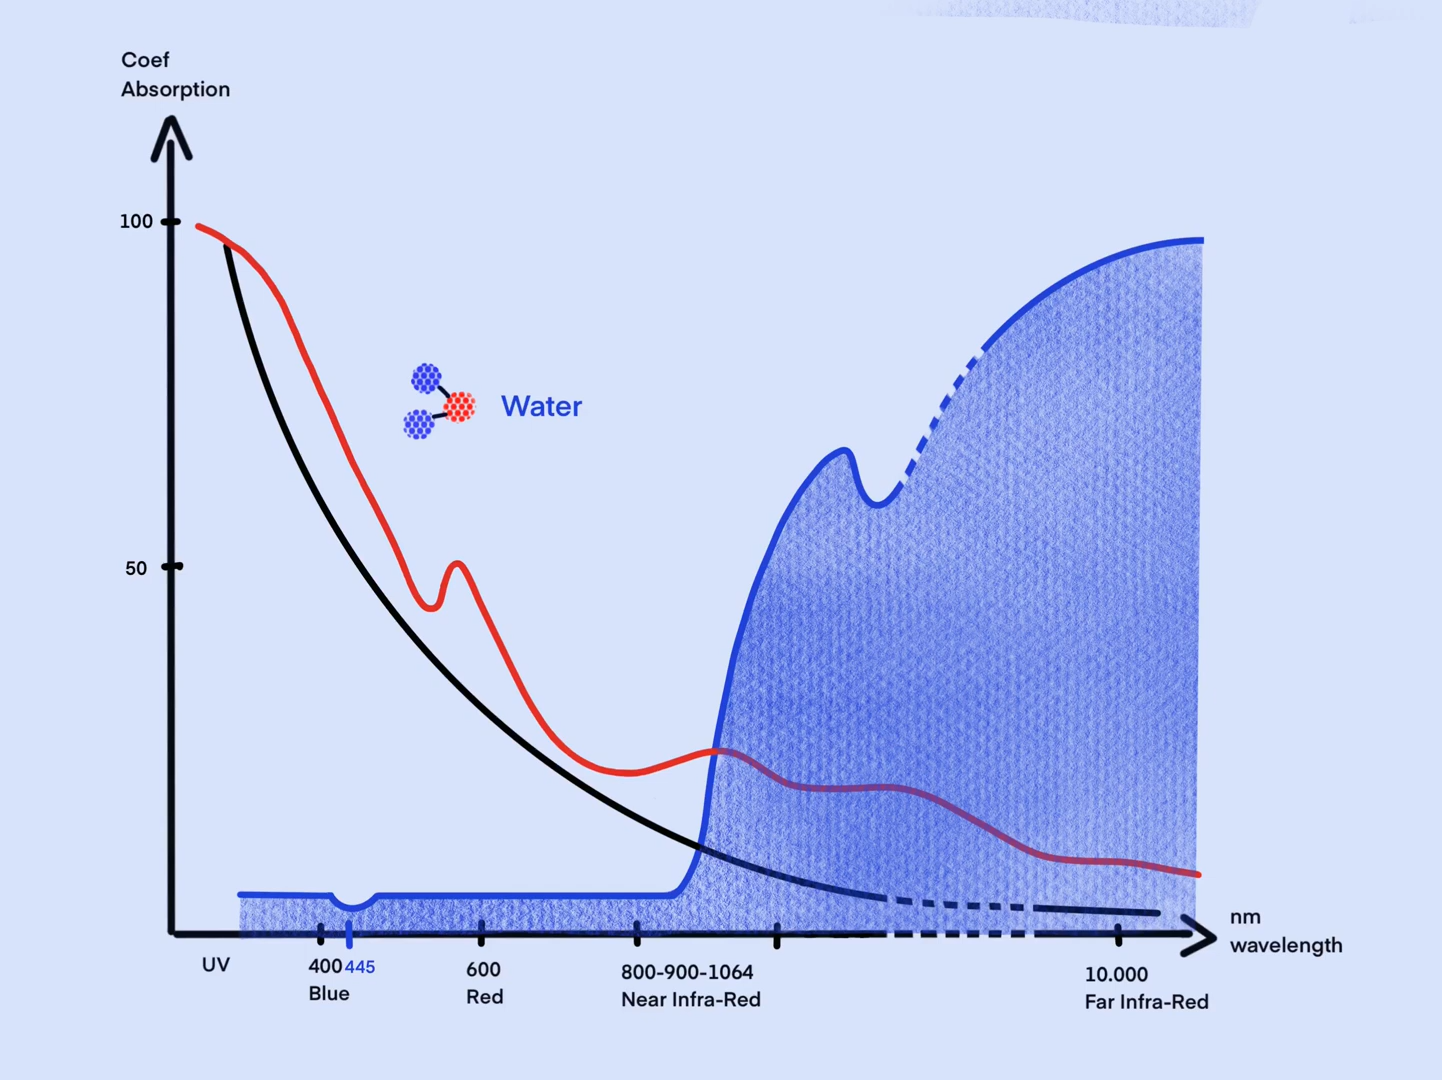 Coef
Absorption
100
Water
50
nm
wavelength
UV
400 445
Blue
600
Red
800-900-1064
Near Infra-Red
10.000
Far Infra-Red